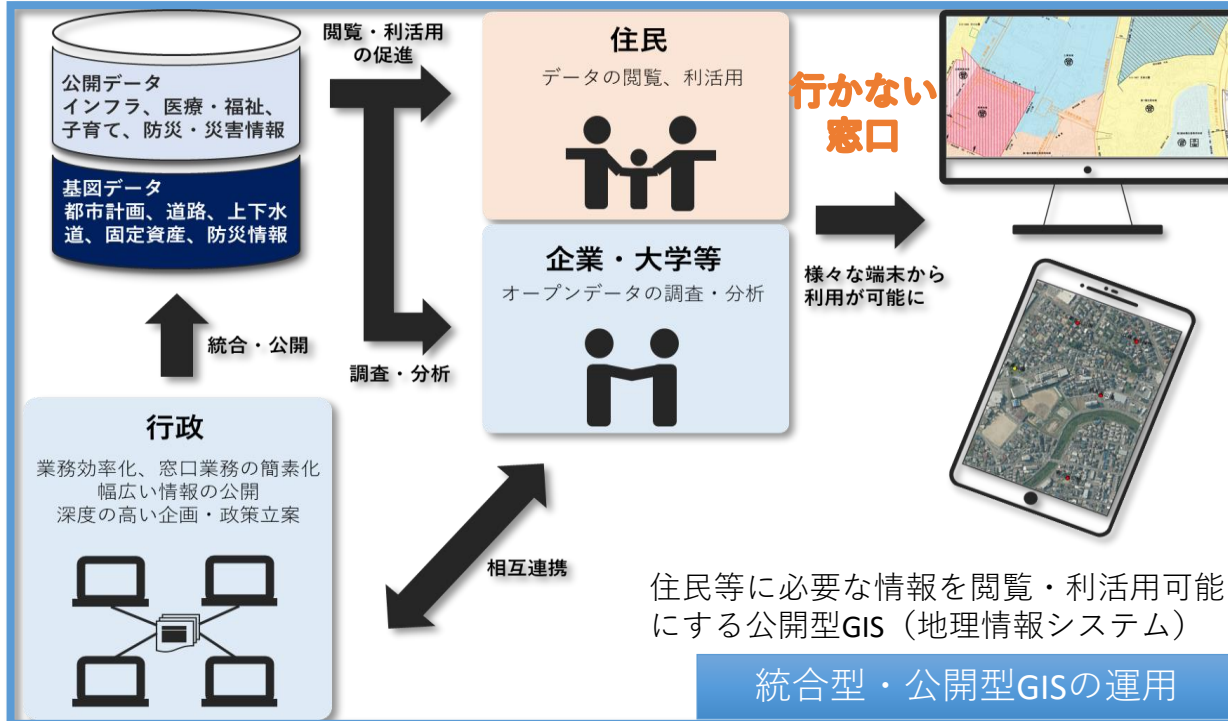 公開データ
インフラ、医療・福祉、
子育て、防災・災害情報
基図データ
都市計画、道路、上下水
道、固定資産、防災情報
統合・公開
行政
業務効率化、窓口業務の簡素化
幅広い情報の公開
深度の高い企画・政策立案
閲覧・利活用
の促進
調査・分析
住民
データの閲覧、利活用
企業・大学等
オープンデータの調査・分析
相互連携
行かない
窓口
様々な端末から
利用が可能に
住民等に必要な情報を閲覧・利活用可能
にする公開型GIS（地理情報システム）
統合型・公開型GISの運用